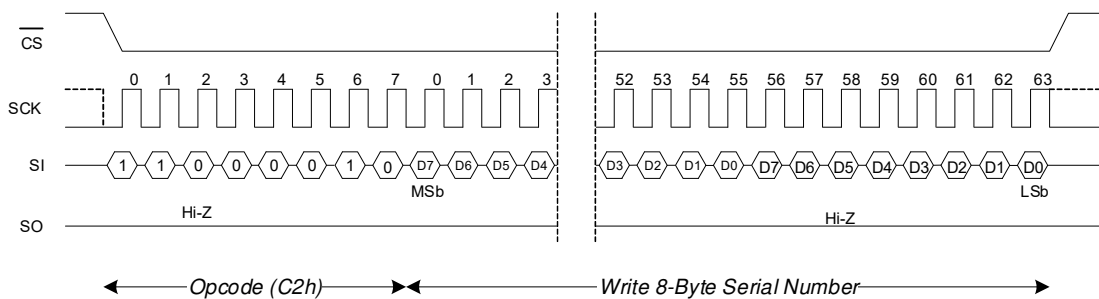 CS
0 1 2 3 4 5 6 7 0 1 2 3 52 53 54 55 56 57 58 59 60 61 62 63
SCK
SI 1 1 0 0 0 0 1 0 D7 D6 D5 D4 D3 D2 D1 D0 D7 D6 D5 D4 D3 D2 D1 D0
MSb LSb
Hi-Z Hi-Z
SO
Opcode (C2h) Write 8-Byte Serial Number